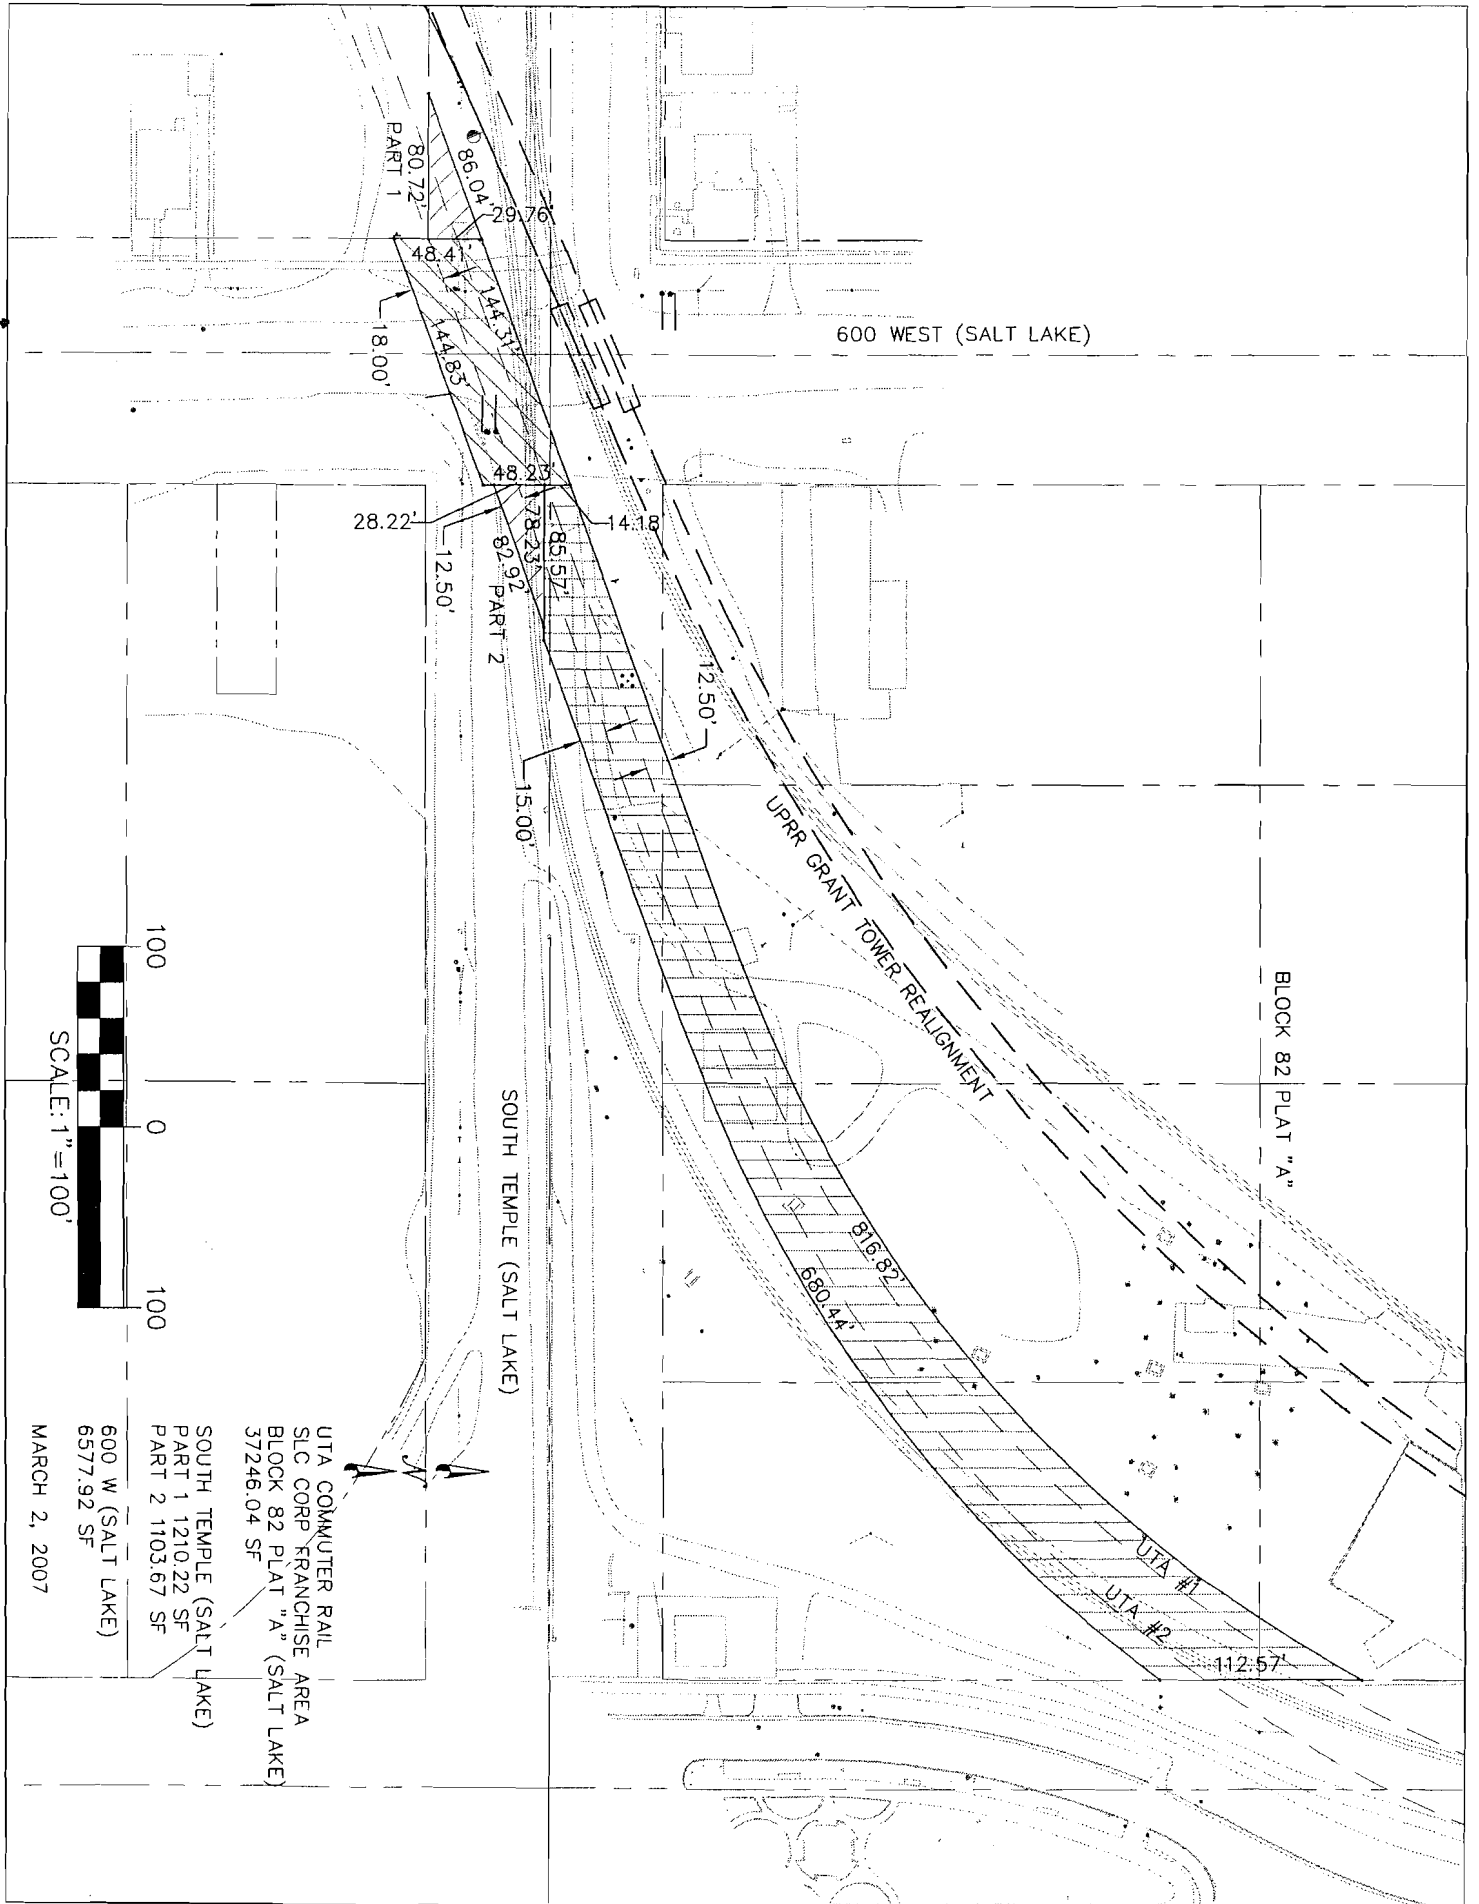 600 WEST (SALT LAKE)
BLOCK 82 PLAT "A"
UPRR GRANT TOWER REALIGNMENT
SOUTH TEMPLE (SALT LAKE)
PART 1
80.72'
86.04'
29.76
48.41'
144.31'
144.83'
18.00'
48.23'
28.22'
14.18'
12.50'
78.23'
85.57'
82.92'
PART 2
12.50'
15.00'
816.82'
680.44'
UTA #1
UTA #2
112.57'
100
0
100
SCALE: 1"=100'
UTA COMMUTER RAIL
SLC CORP FRANCHISE AREA
BLOCK 82 PLAT "A" (SALT LAKE)
37246.04 SF
SOUTH TEMPLE (SALT LAKE)
PART 1 1210.22 SF
PART 2 1103.67 SF
600 W (SALT LAKE)
6577.92 SF
MARCH 2, 2007